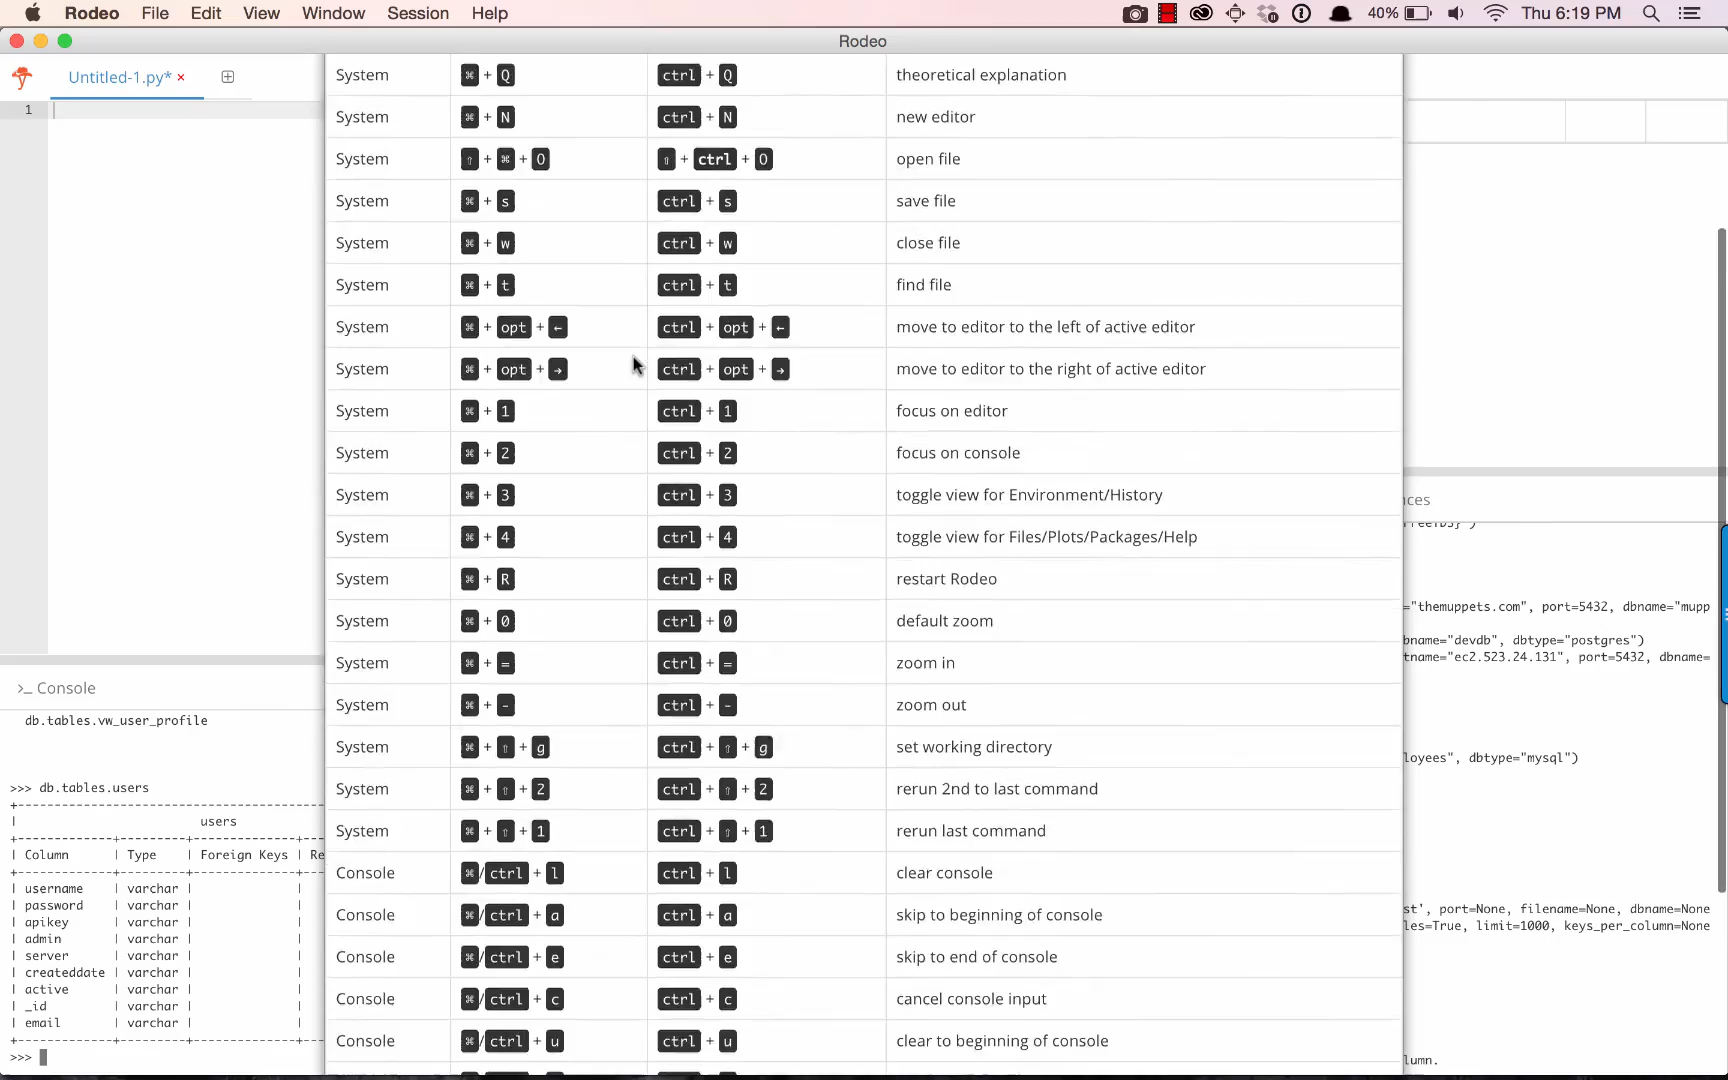 Rodeo File Edit View Window Session Help 40% Thu 6:19 PM
Rodeo
Untitled-1.py* ×
1
System ⌘ + Q ctrl + Q theoretical explanation
System ⌘ + N ctrl + N new editor
System ⇧ + ⌘ + O ⇧ + ctrl + O open file
System ⌘ + s ctrl + s save file
System ⌘ + w ctrl + w close file
System ⌘ + t ctrl + t find file
System ⌘ + opt + ← ctrl + opt + ← move to editor to the left of active editor
System ⌘ + opt + → ctrl + opt + → move to editor to the right of active editor
System ⌘ + 1 ctrl + 1 focus on editor
System ⌘ + 2 ctrl + 2 focus on console
System ⌘ + 3 ctrl + 3 toggle view for Environment/History
System ⌘ + 4 ctrl + 4 toggle view for Files/Plots/Packages/Help
System ⌘ + R ctrl + R restart Rodeo
System ⌘ + 0 ctrl + 0 default zoom
System ⌘ + = ctrl + = zoom in
System ⌘ + - ctrl + - zoom out
System ⌘ + ⇧ + g ctrl + ⇧ + g set working directory
System ⌘ + ⇧ + 2 ctrl + ⇧ + 2 rerun 2nd to last command
System ⌘ + ⇧ + 1 ctrl + ⇧ + 1 rerun last command
Console ⌘/ctrl + l ctrl + l clear console
Console ⌘/ctrl + a ctrl + a skip to beginning of console
Console ⌘/ctrl + e ctrl + e skip to end of console
Console ⌘/ctrl + c ctrl + c cancel console input
Console ⌘/ctrl + u ctrl + u clear to beginning of console
>_ Console
db.tables.vw_user_profile
>>> db.tables.users
+--------------------------------------
| users
+-------------+---------+--------------+---
| Column | Type | Foreign Keys | Re
+-------------+---------+--------------+---
| username | varchar | |
| password | varchar | |
| apikey | varchar | |
| admin | varchar | |
| server | varchar | |
| createddate | varchar | |
| active | varchar | |
| _id | varchar | |
| email | varchar | |
+-------------+---------+--------------+---
>>>
nces
="themuppets.com", port=5432, dbname="mupp
bname="devdb", dbtype="postgres")
tname="ec2.523.24.131", port=5432, dbname=
loyees", dbtype="mysql")
st', port=None, filename=None, dbname=None
les=True, limit=1000, keys_per_column=None
lumn.